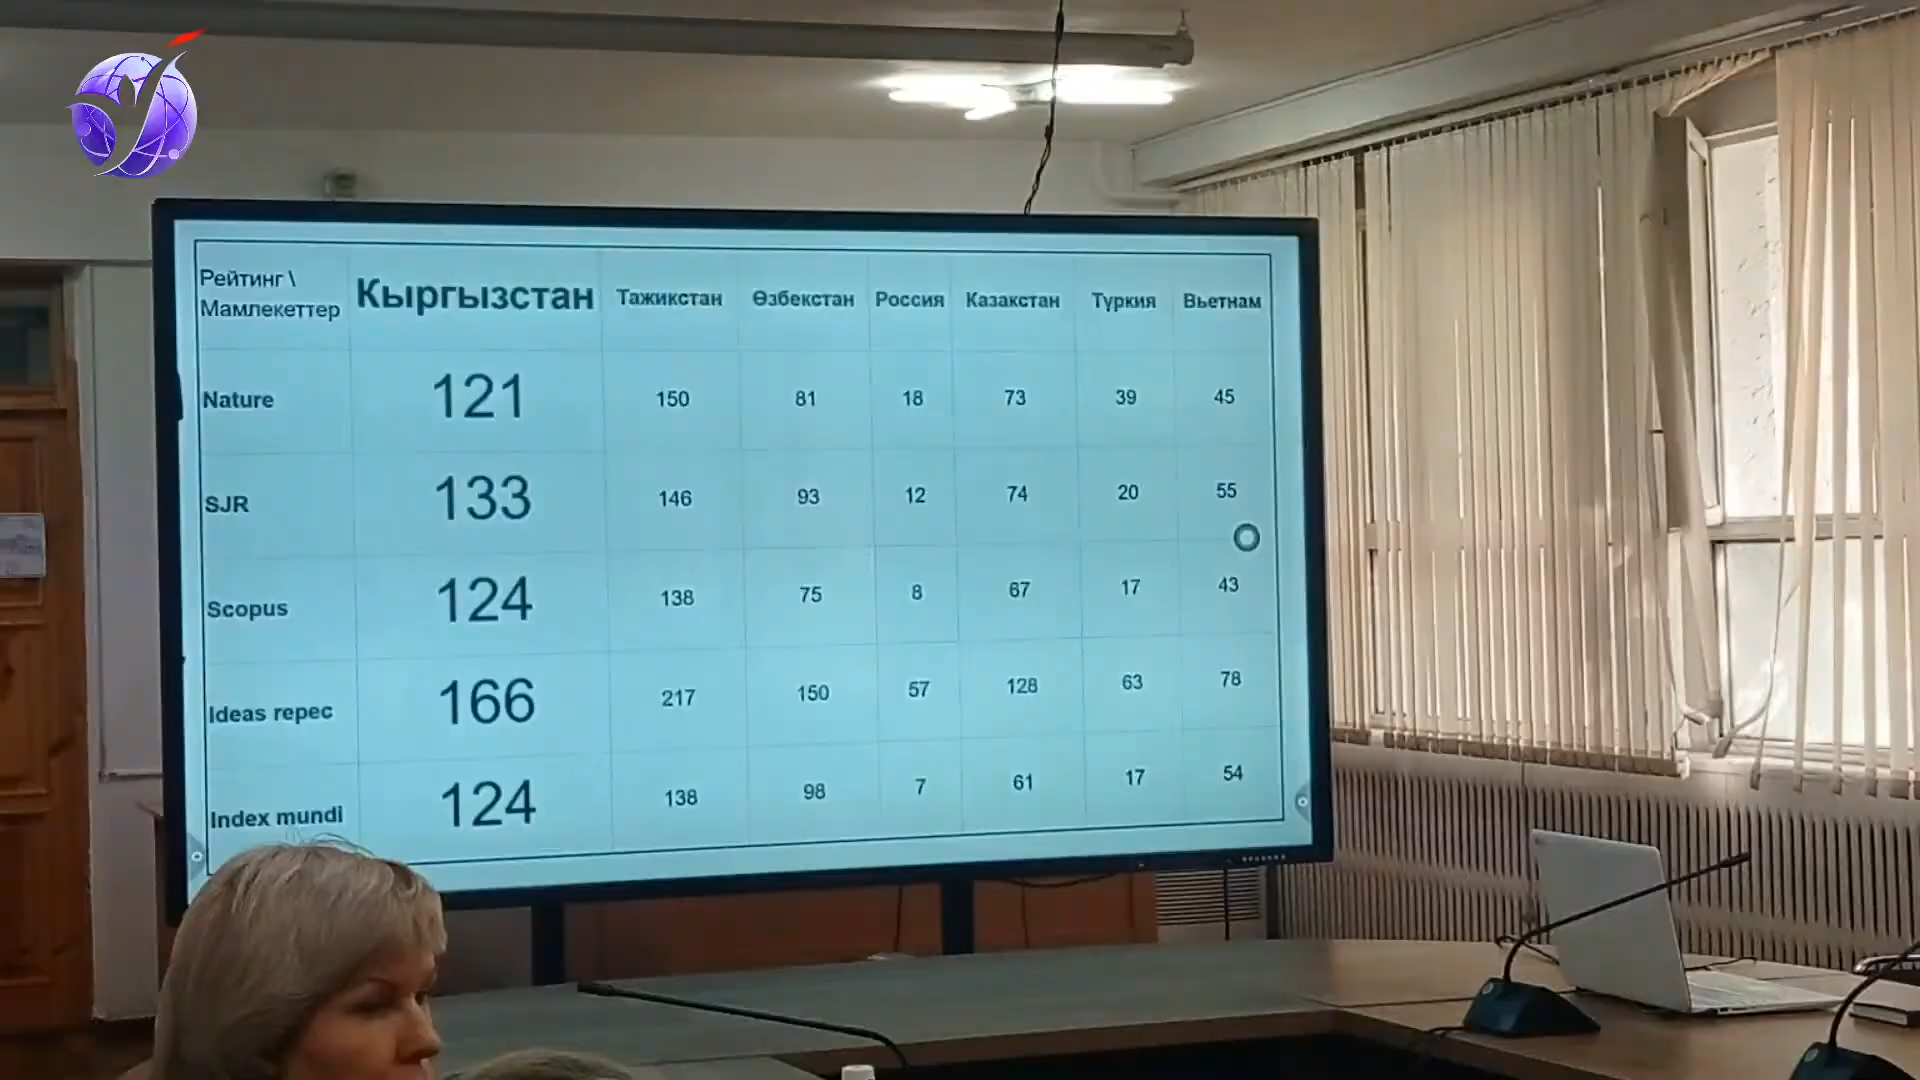 Рейтинг \ Мамлекеттер Кыргызстан Тажикстан Өзбекстан Россия Казакстан Туркия Вьетнам
Nature 121 150 81 18 73 39 45
SJR 133 146 93 12 74 20 55
Scopus 124 138 75 8 67 17 43
Ideas repec 166 217 150 57 128 63 78
Index mundi 124 138 98 7 61 17 54